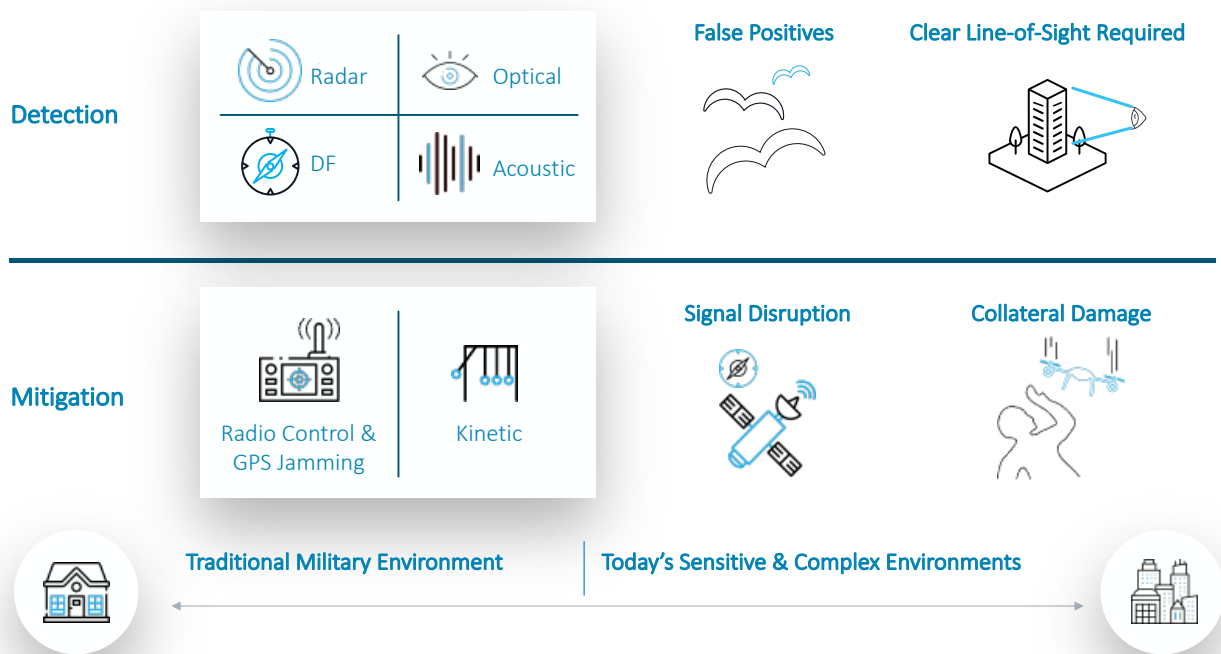 False Positives
Clear Line-of-Sight Required
Radar
Optical
Detection
DF
Acoustic
Signal Disruption
Collateral Damage
Mitigation
Radio Control &
GPS Jamming
Kinetic
Traditional Military Environment
Today’s Sensitive & Complex Environments